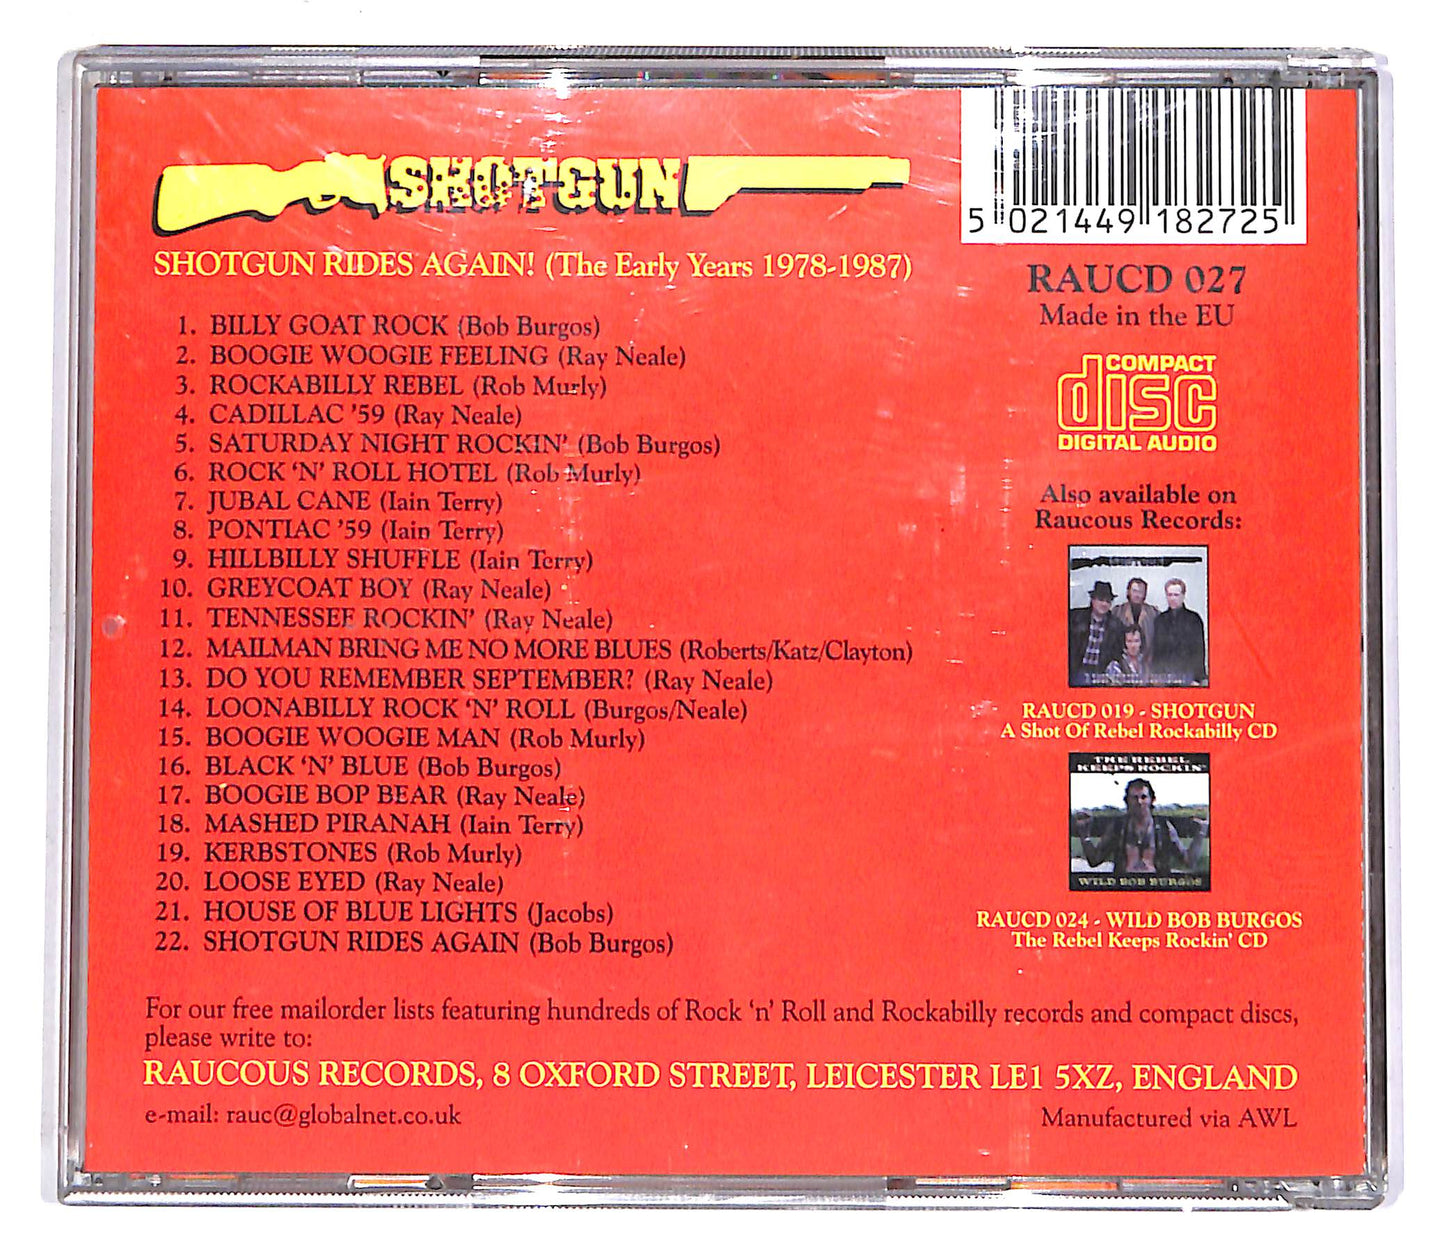 SHOTGUN
SHOTGUN RIDES AGAIN! (The Early Years 1978-1987)
1. BILLY GOAT ROCK (Bob Burgos)
2. BOOGIE WOOGIE FEELING (Ray Neale)
3. ROCKABILLY REBEL (Rob Murly)
4. CADILLAC '59 (Ray Neale)
5. SATURDAY NIGHT ROCKIN' (Bob Burgos)
6. ROCK 'N' ROLL HOTEL (Rob Murly)
7. JUBAL CANE (Iain Terry)
8. PONTIAC '59 (Iain Terry)
9. HILLBILLY SHUFFLE (Iain Terry)
10. GREYCOAT BOY (Ray Neale)
11. TENNESSEE ROCKIN' (Ray Neale)
12. MAILMAN BRING ME NO MORE BLUES (Roberts/Katz/Clayton)
13. DO YOU REMEMBER SEPTEMBER? (Ray Neale)
14. LOONABILLY ROCK 'N' ROLL (Burgos/Neale)
15. BOOGIE WOOGIE MAN (Rob Murly)
16. BLACK 'N' BLUE (Bob Burgos)
17. BOOGIE BOP BEAR (Ray Neale)
18. MASHED PIRANAH (Iain Terry)
19. KERBSTONES (Rob Murly)
20. LOOSE EYED (Ray Neale)
21. HOUSE OF BLUE LIGHTS (Jacobs)
22. SHOTGUN RIDES AGAIN (Bob Burgos)
5 021449 182725
RAUCD 027
Made in the EU
COMPACT
disc
DIGITAL AUDIO
Also available on
Raucous Records:
SHOTGUN
RAUCD 019 - SHOTGUN
A Shot Of Rebel Rockabilly CD
THE REBEL
KEEPS ROCKIN'
WILD BOB BURGOS
RAUCD 024 - WILD BOB BURGOS
The Rebel Keeps Rockin' CD
For our free mailorder lists featuring hundreds of Rock 'n' Roll and Rockabilly records and compact discs,
please write to:
RAUCOUS RECORDS, 8 OXFORD STREET, LEICESTER LE1 5XZ, ENGLAND
e-mail: rauc@globalnet.co.uk
Manufactured via AWL